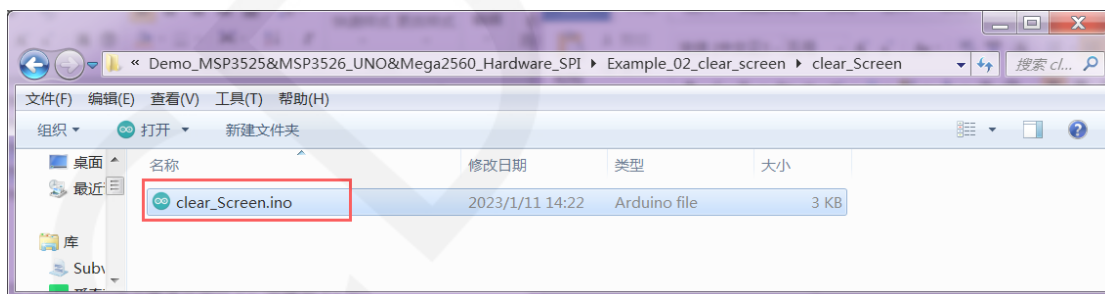 « Demo_MSP3525&MSP3526_UNO&Mega2560_Hardware_SPI ▸ Example_02_clear_screen ▸ clear_Screen 搜索 cl...
文件(F) 编辑(E) 查看(V) 工具(T) 帮助(H)
组织 打开 新建文件夹
桌面 名称 修改日期 类型 大小
最近
clear_Screen.ino 2023/1/11 14:22 Arduino file 3 KB
库
Subv